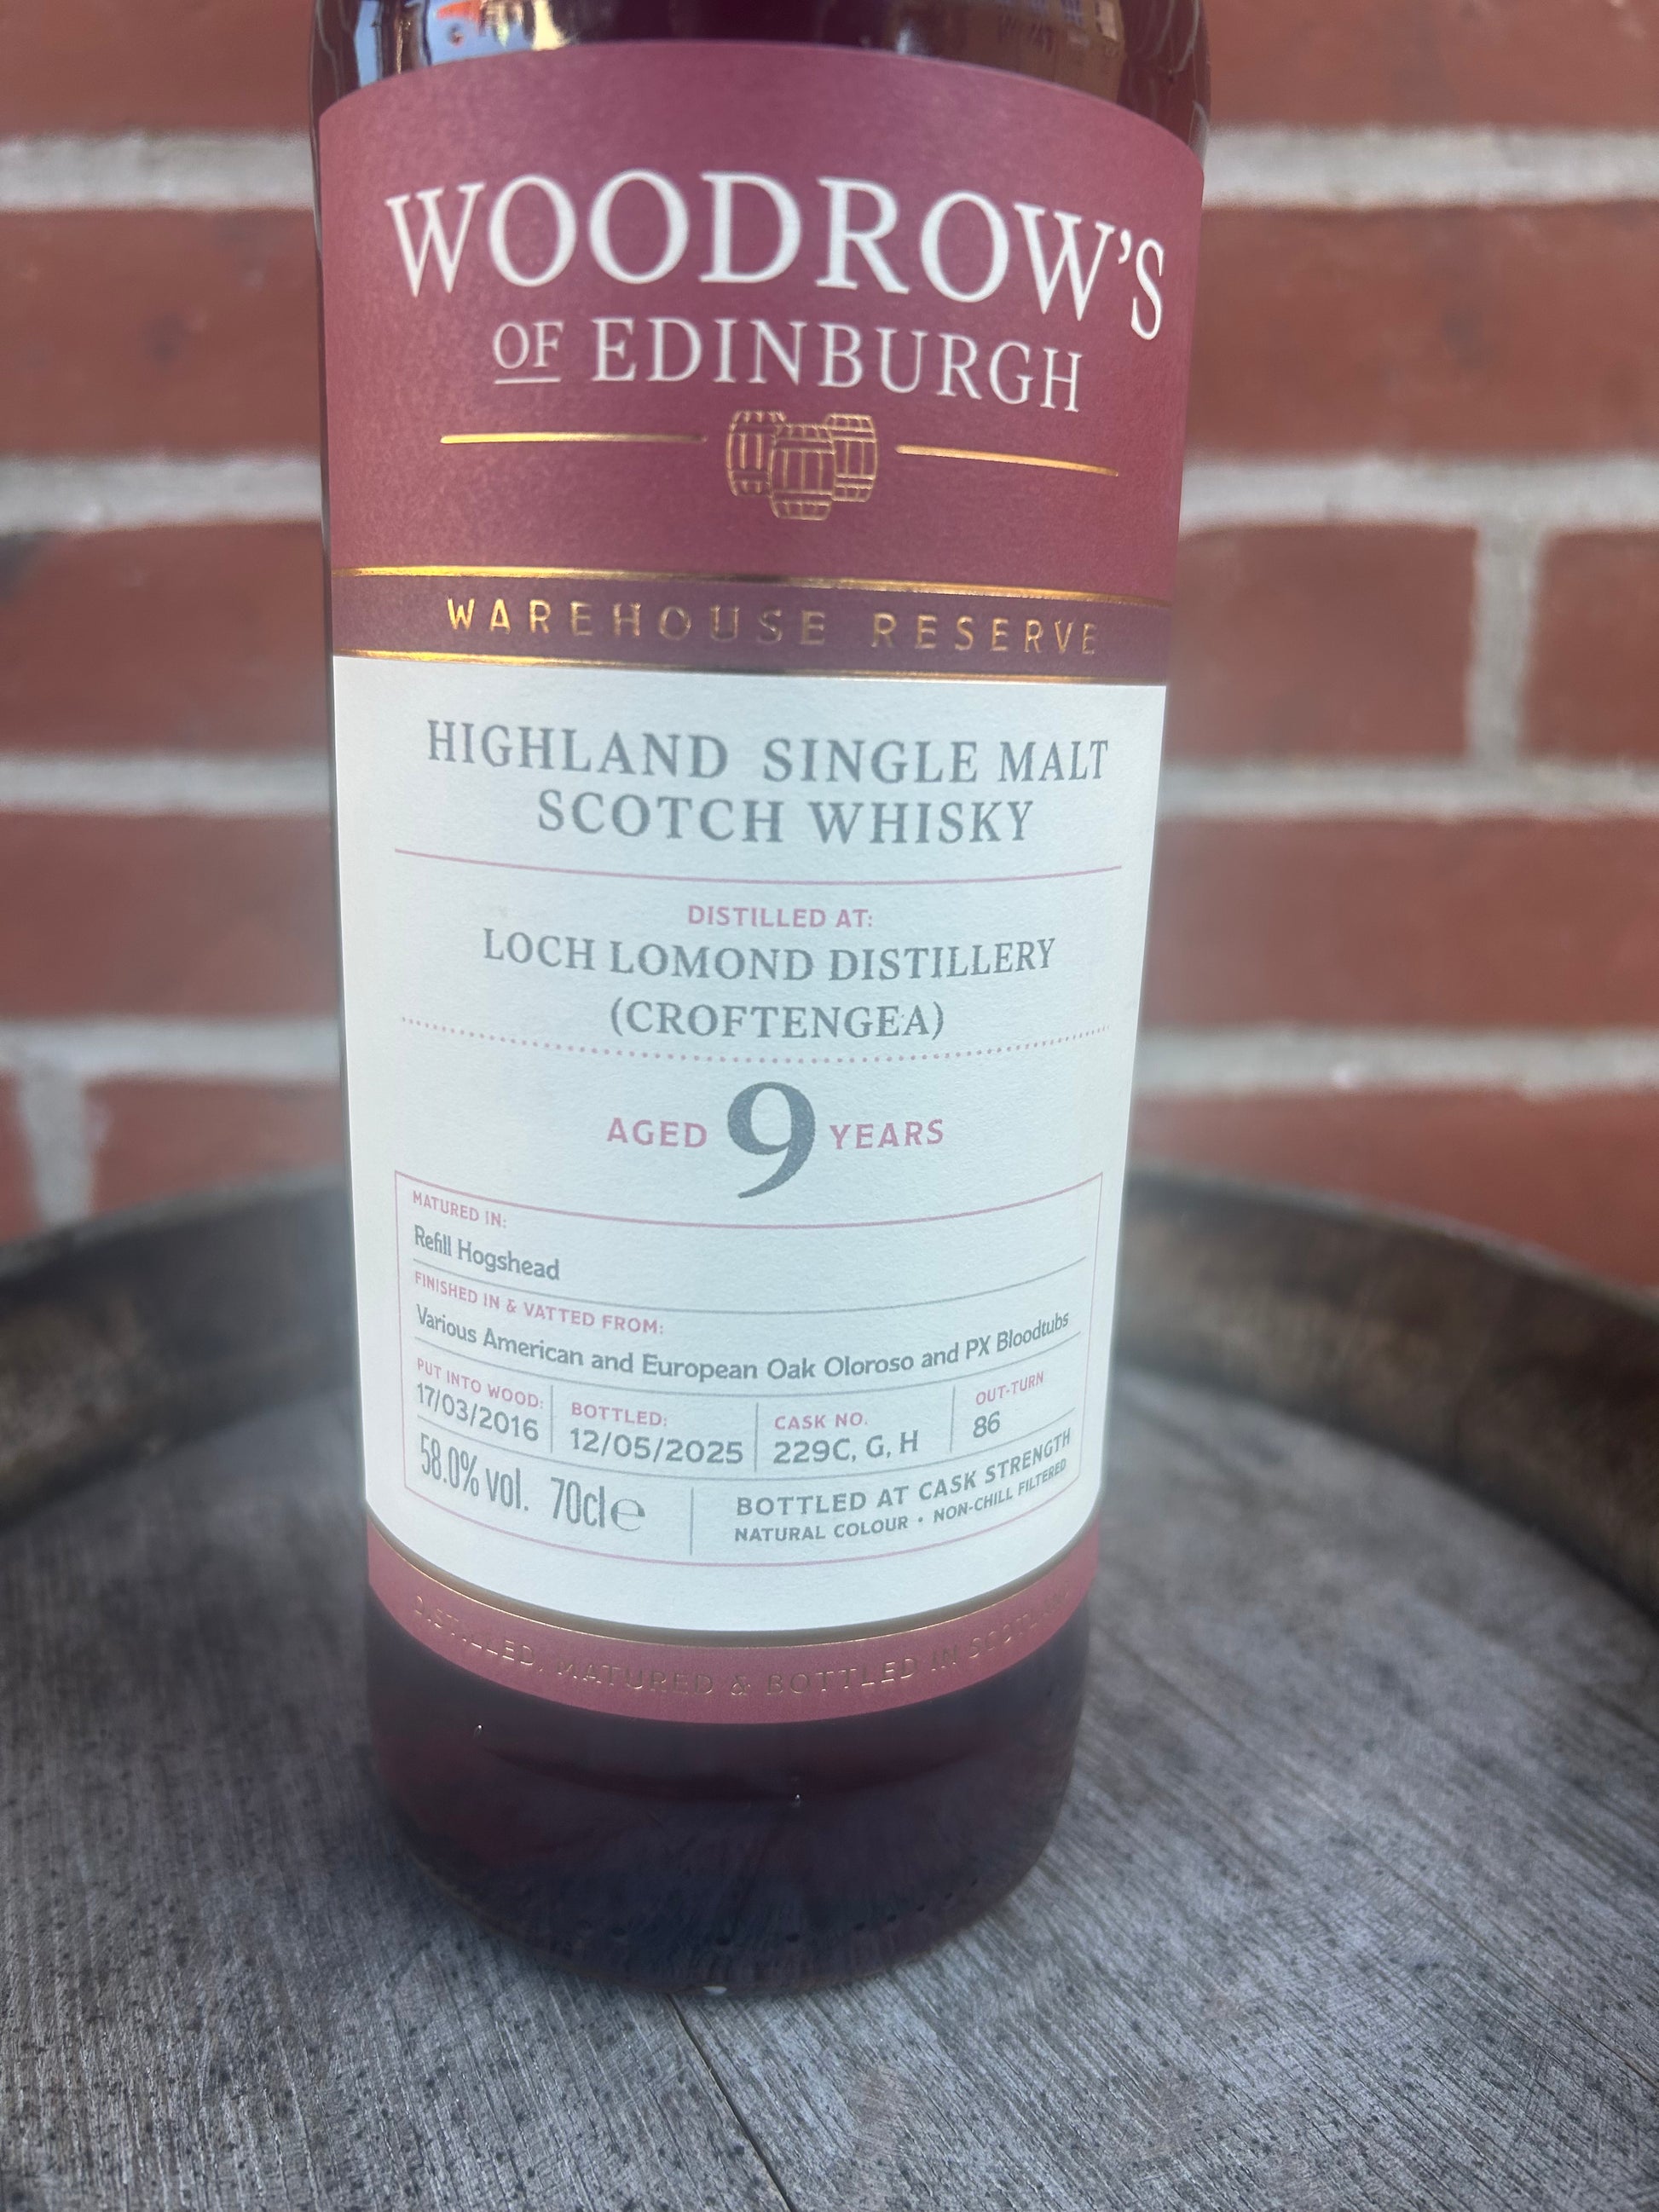 WOODROW'S
OF EDINBURGH
WAREHOUSE RESERVE
HIGHLAND SINGLE MALT
SCOTCH WHISKY
DISTILLED AT:
LOCH LOMOND DISTILLERY
(CROFTENGEA)
AGED 9 YEARS
MATURED IN:
Refill Hogshead
FINISHED IN & VATTED FROM:
Various American and European Oak Oloroso and PX Bloodtubs
PUT INTO WOOD: BOTTLED: CASK NO. OUT-TURN
17/03/2016 12/05/2025 229C, G, H 86
58.0% vol. 70cl e BOTTLED AT CASK STRENGTH
NATURAL COLOUR • NON-CHILL FILTERED
DISTILLED, MATURED & BOTTLED IN SCOTLAND